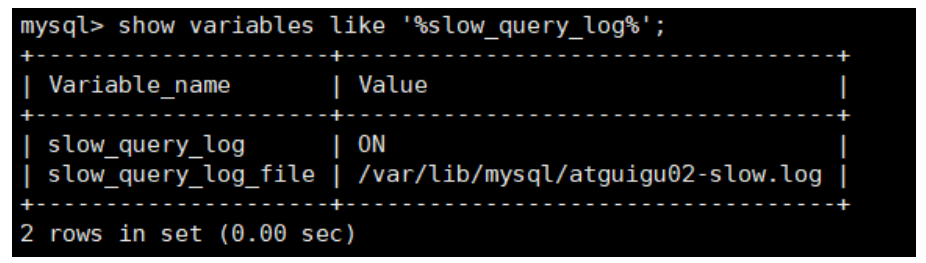 mysql> show variables like '%slow_query_log%';
+---------------------+-----------------------------------+
| Variable_name       | Value                             |
+---------------------+-----------------------------------+
| slow_query_log      | ON                                |
| slow_query_log_file | /var/lib/mysql/atguigu02-slow.log |
+---------------------+-----------------------------------+
2 rows in set (0.00 sec)